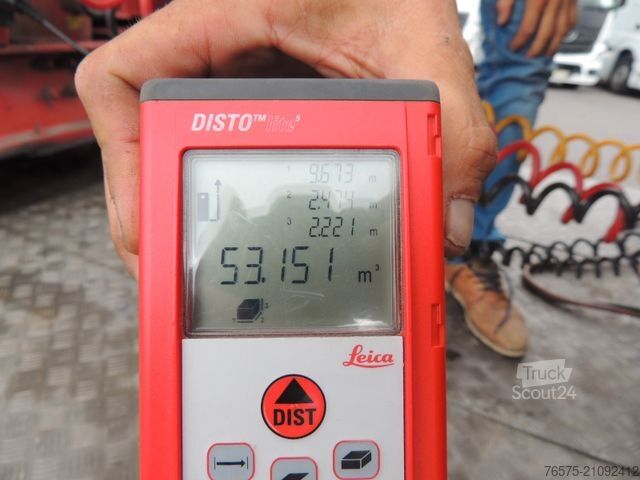 DISTO™ lite⁵
1 9.673 m
2 2.474 m
3 2.221 m
53.151 m³
Leica
DIST
Truck
Scout24
76575-21092412